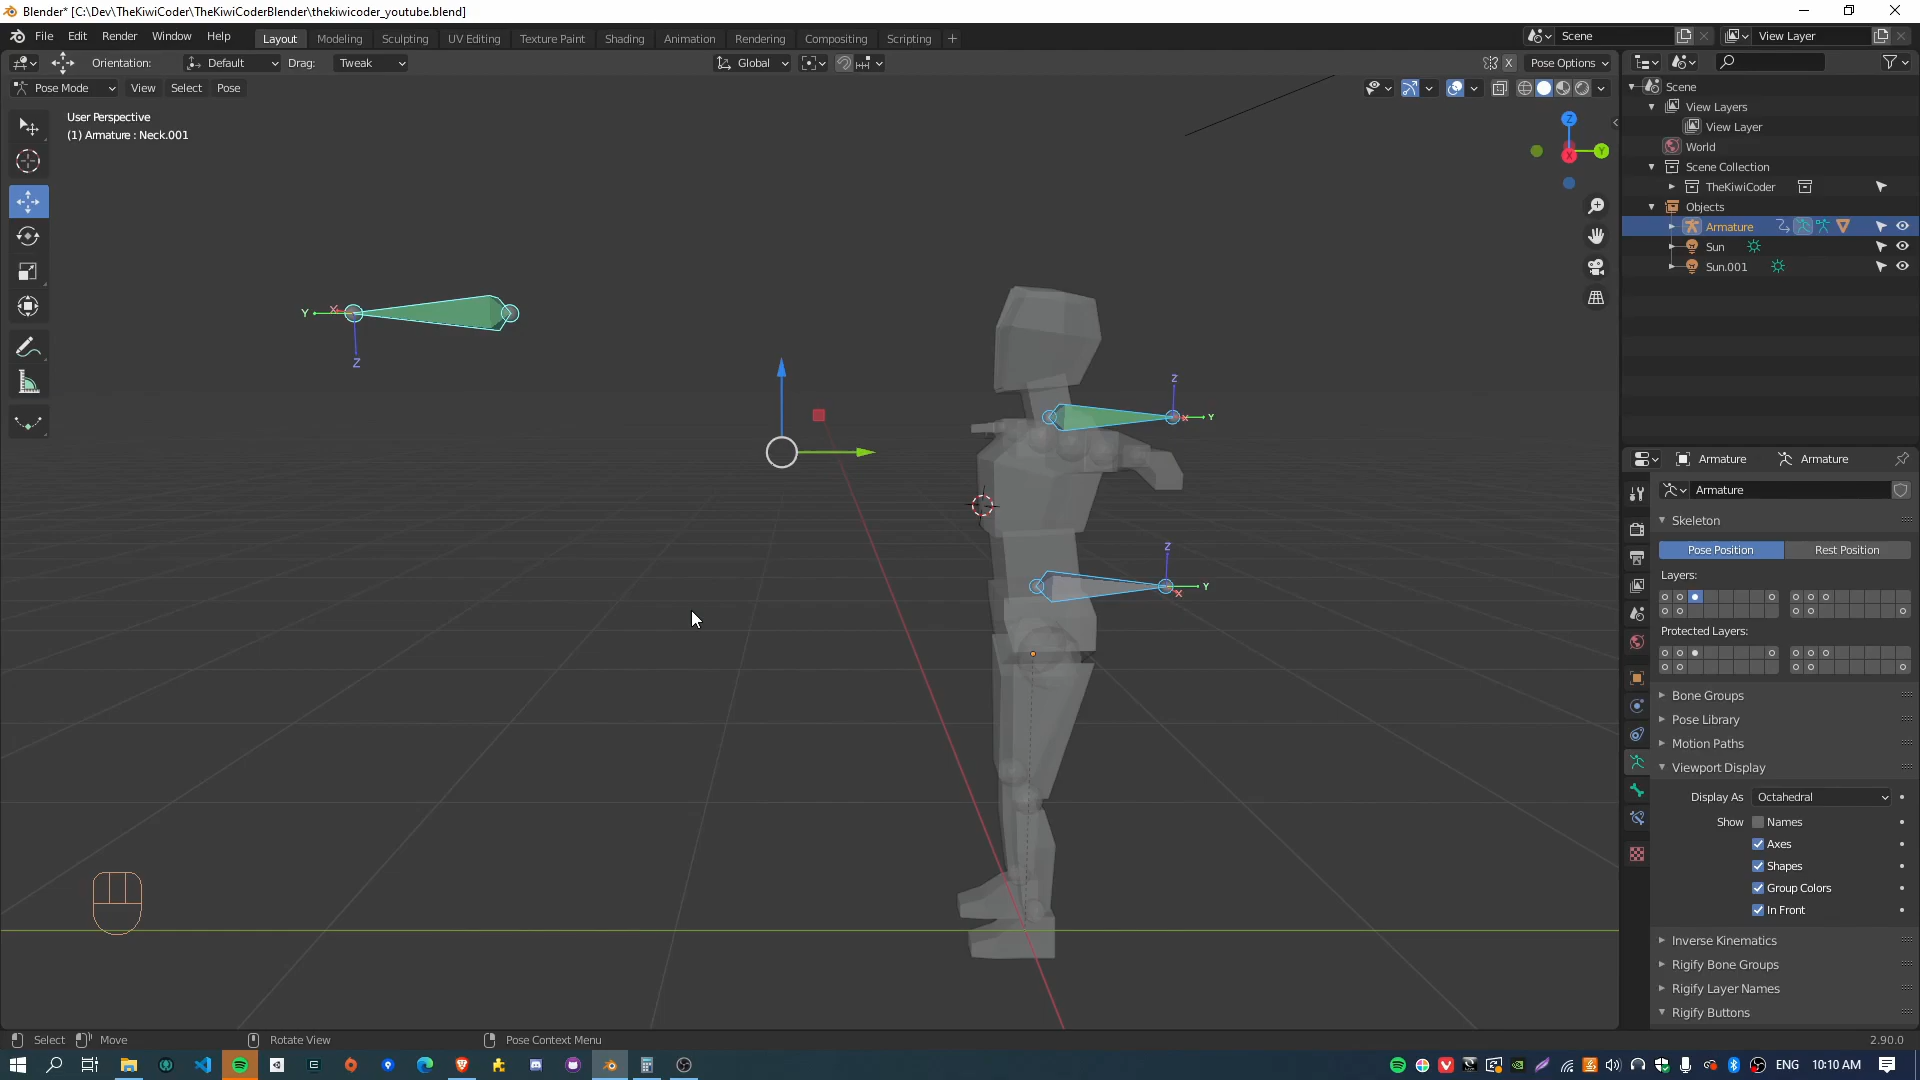 Blender* [C:\Dev\TheKiwiCoder\TheKiwiCoderBlender\thekiwicoder_youtube.blend]
File Edit Render Window Help Layout Modeling Sculpting UV Editing Texture Paint Shading Animation Rendering Compositing Scripting + Scene View Layer
Orientation: Default Drag: Tweak Global X Pose Options
Pose Mode View Select Pose
User Perspective
(1) Armature : Neck.001
Scene
View Layers
View Layer
World
Scene Collection
TheKiwiCoder
Objects
Armature
Sun
Sun.001
Z
Y
X
Y X
Z
Z
X Y
Z
Y
X
Armature Armature
Armature
Skeleton
Pose Position Rest Position
Layers:
Protected Layers:
Bone Groups
Pose Library
Motion Paths
Viewport Display
Display As Octahedral
Show Names
Axes
Shapes
Group Colors
In Front
Inverse Kinematics
Rigify Bone Groups
Rigify Layer Names
Rigify Buttons
Select Move Rotate View Pose Context Menu 2.90.0
ENG 10:10 AM